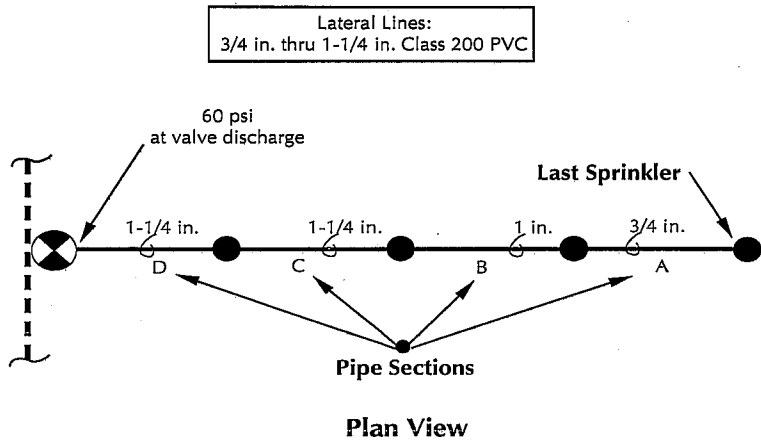 Lateral Lines:
3/4 in. thru 1-1/4 in. Class 200 PVC
60 psi
at valve discharge
Last Sprinkler
1-1/4 in.
1-1/4 in.
1 in.
3/4 in.
D
C
B
A
Pipe Sections
Plan View